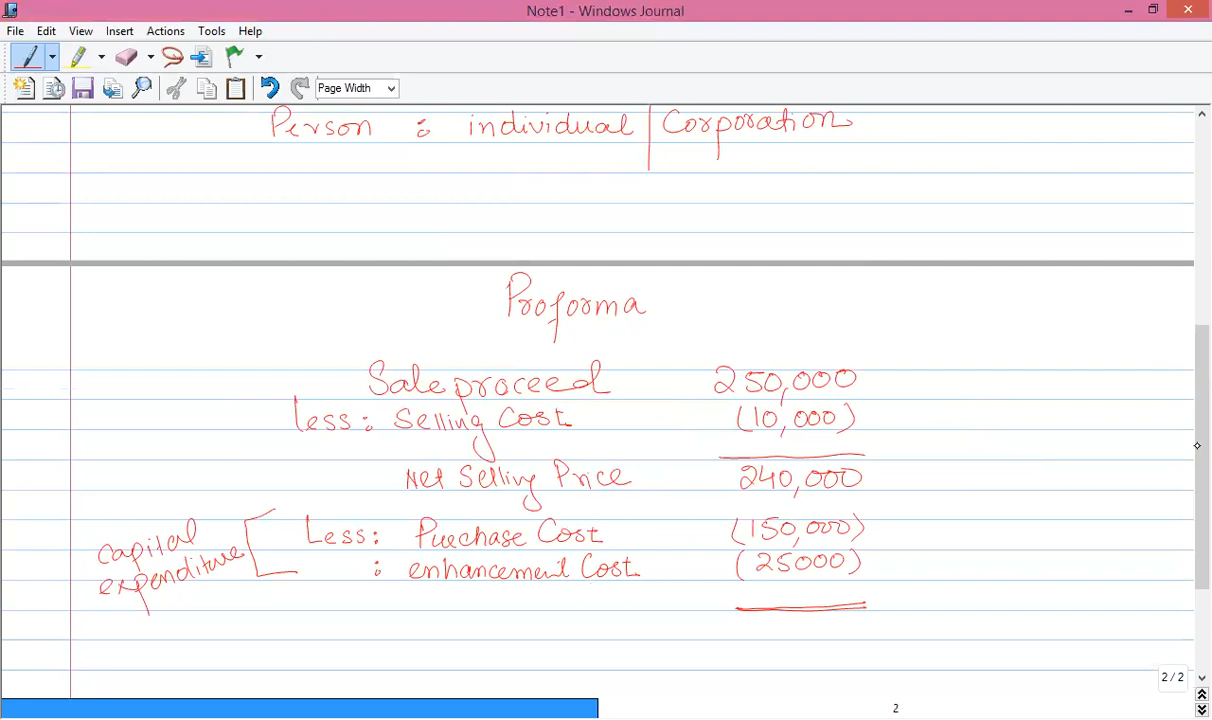 Note1 - Windows Journal
File Edit View Insert Actions Tools Help
Page Width
Person : individual | Corporation
Proforma
Sale proceed 250,000
Less: Selling Cost (10,000)
Net Selling Price 240,000
Less: Purchase Cost (150,000)
: enhancement Cost (25000)
capital
expenditure
2 / 2
2